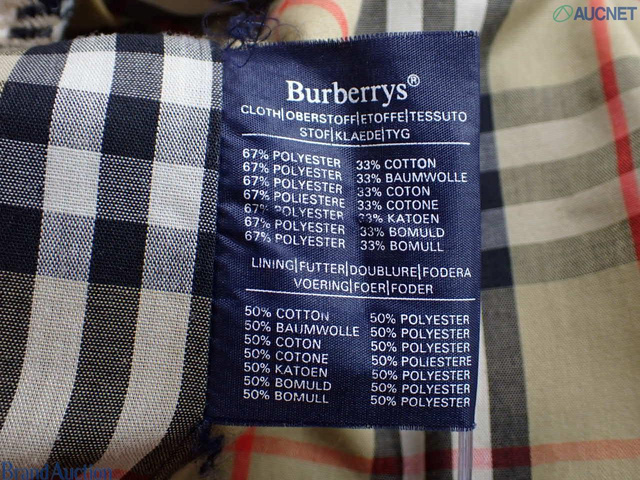 AUCNET
Burberrys®
CLOTH|OBERSTOFF|ETOFFE|TESSUTO
STOF|KLAEDE|TYG
67% POLYESTER 33% COTTON
67% POLYESTER 33% BAUMWOLLE
67% POLYESTER 33% COTON
67% POLIESTERE 33% COTONE
67% POLYESTER 33% KATOEN
67% POLYESTER 33% BOMULD
67% POLYESTER 33% BOMULL
LINING|FUTTER|DOUBLURE|FODERA
VOERING|FOER|FODER
50% COTTON 50% POLYESTER
50% BAUMWOLLE 50% POLYESTER
50% COTON 50% POLYESTER
50% COTONE 50% POLIESTERE
50% KATOEN 50% POLYESTER
50% BOMULD 50% POLYESTER
50% BOMULL 50% POLYESTER
Brand Auction